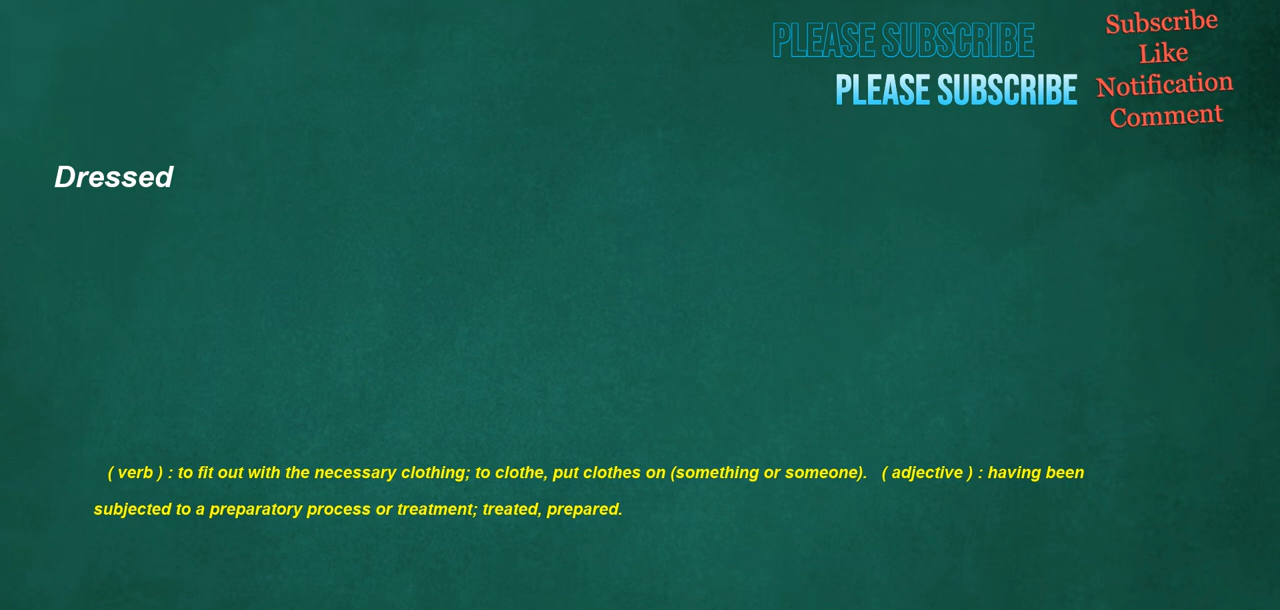 PLEASE SUBSCRIBE
PLEASE SUBSCRIBE
Subscribe
Like
Notification
Comment
Dressed
( verb ) : to fit out with the necessary clothing; to clothe, put clothes on (something or someone).   ( adjective ) : having been
subjected to a preparatory process or treatment; treated, prepared.